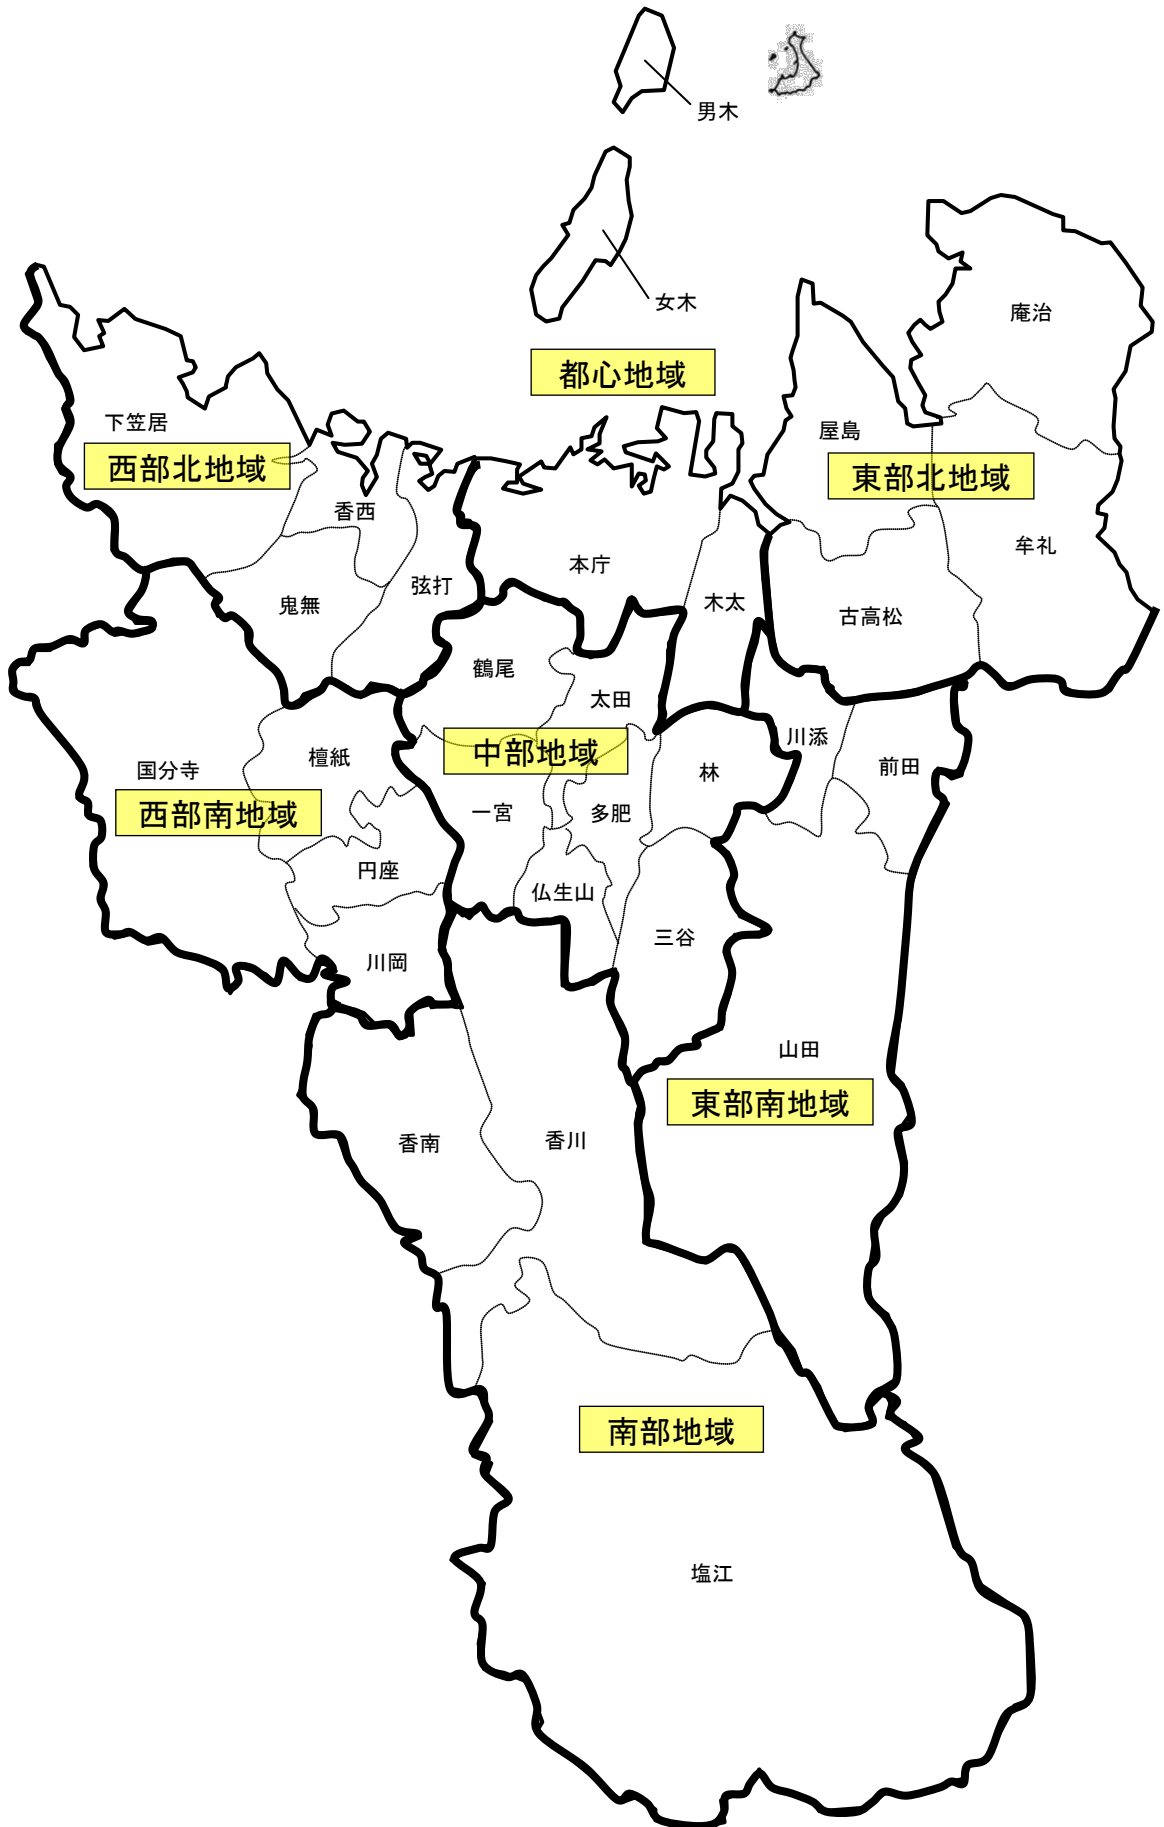 男木
女木
庵治
都心地域
下笠居
屋島
西部北地域
東部北地域
香西
牟礼
本庁
弦打
木太
鬼無
古高松
鶴尾
太田
川添
中部地域
檀紙
前田
国分寺
林
西部南地域
一宮
多肥
円座
仏生山
三谷
川岡
山田
東部南地域
香川
香南
南部地域
塩江